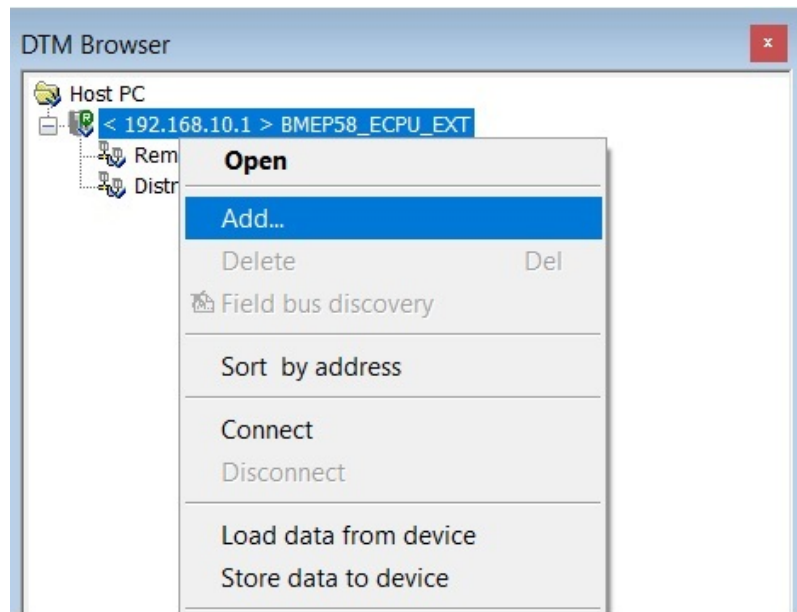 DTM Browser
Host PC
< 192.168.10.1 > BMEP58_ECPU_EXT
Rem
Distr
Open
Add...
Delete Del
Field bus discovery
Sort by address
Connect
Disconnect
Load data from device
Store data to device